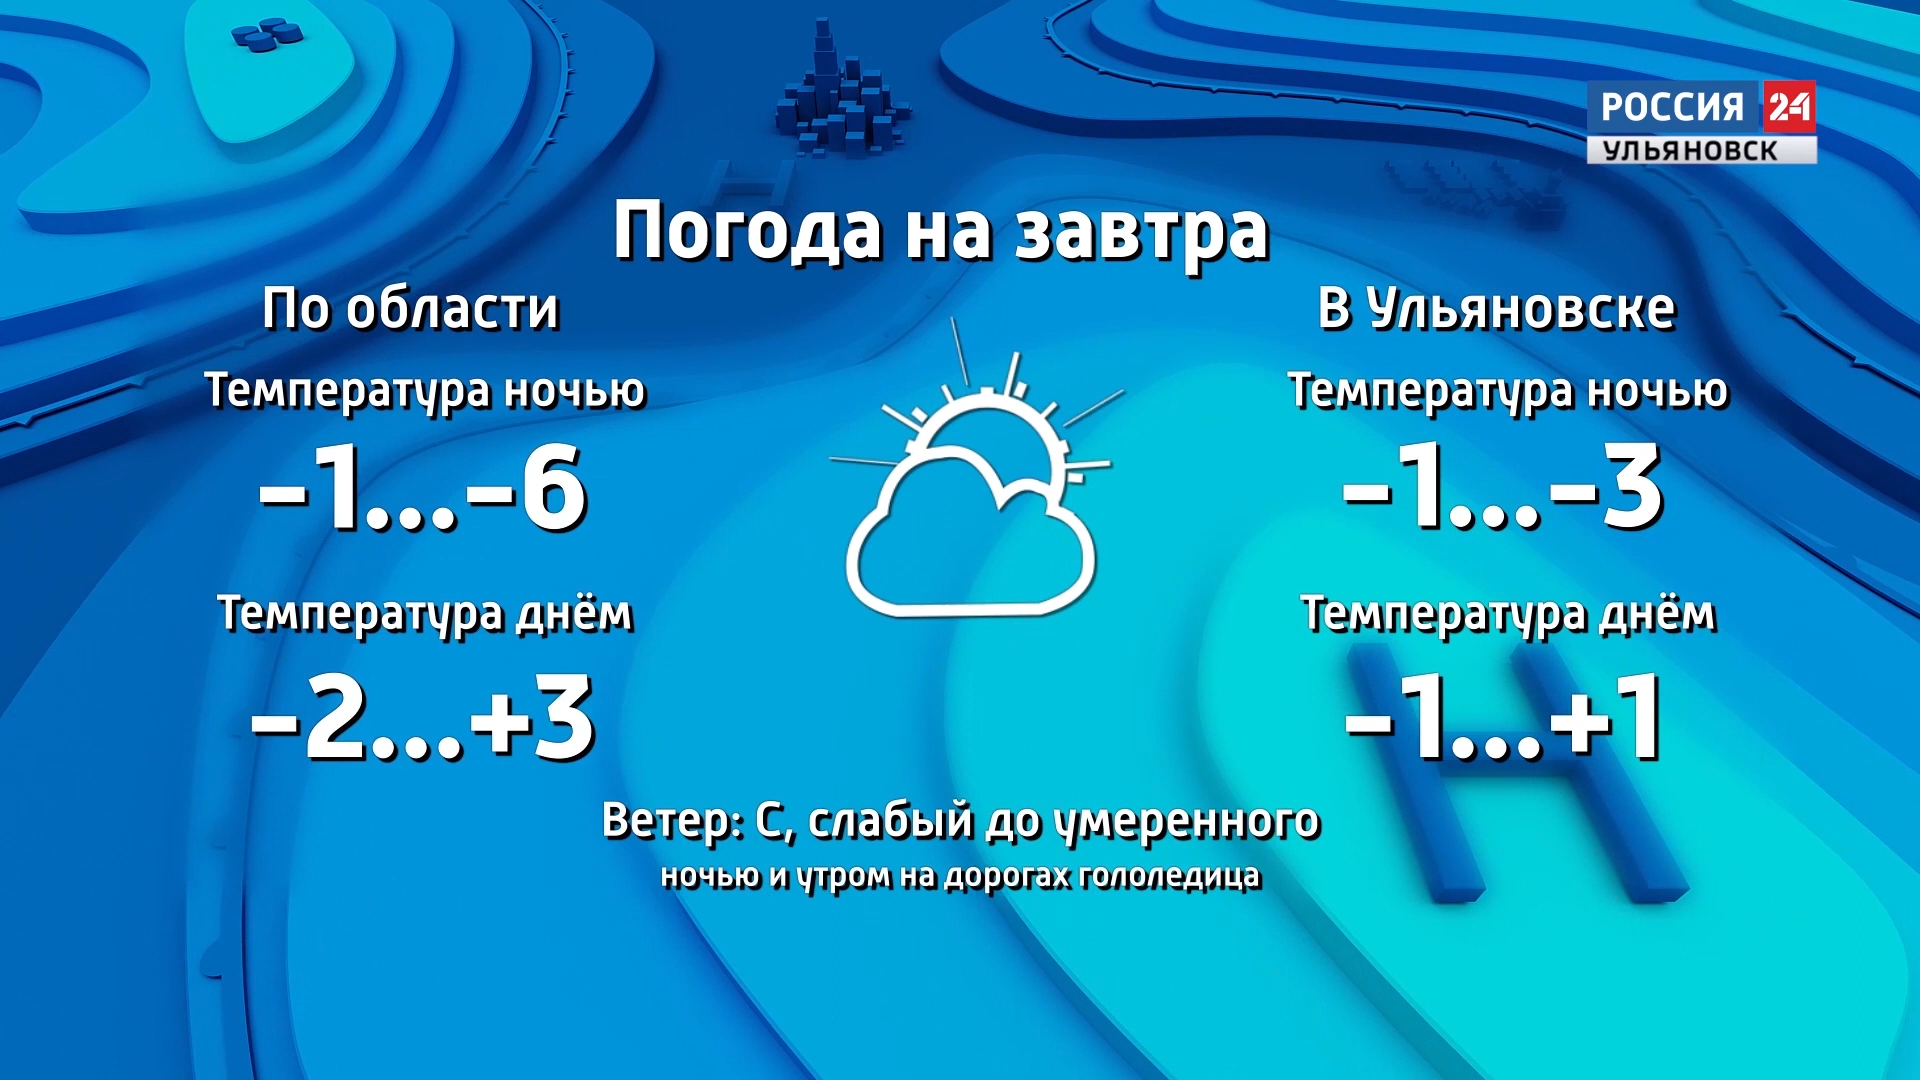 РОССИЯ 24
УЛЬЯНОВСК
Погода на завтра
По области
Температура ночью
-1...-6
Температура днём
-2...+3
В Ульяновске
Температура ночью
-1...-3
Температура днём
-1...+1
Ветер: С, слабый до умеренного
ночью и утром на дорогах гололедица